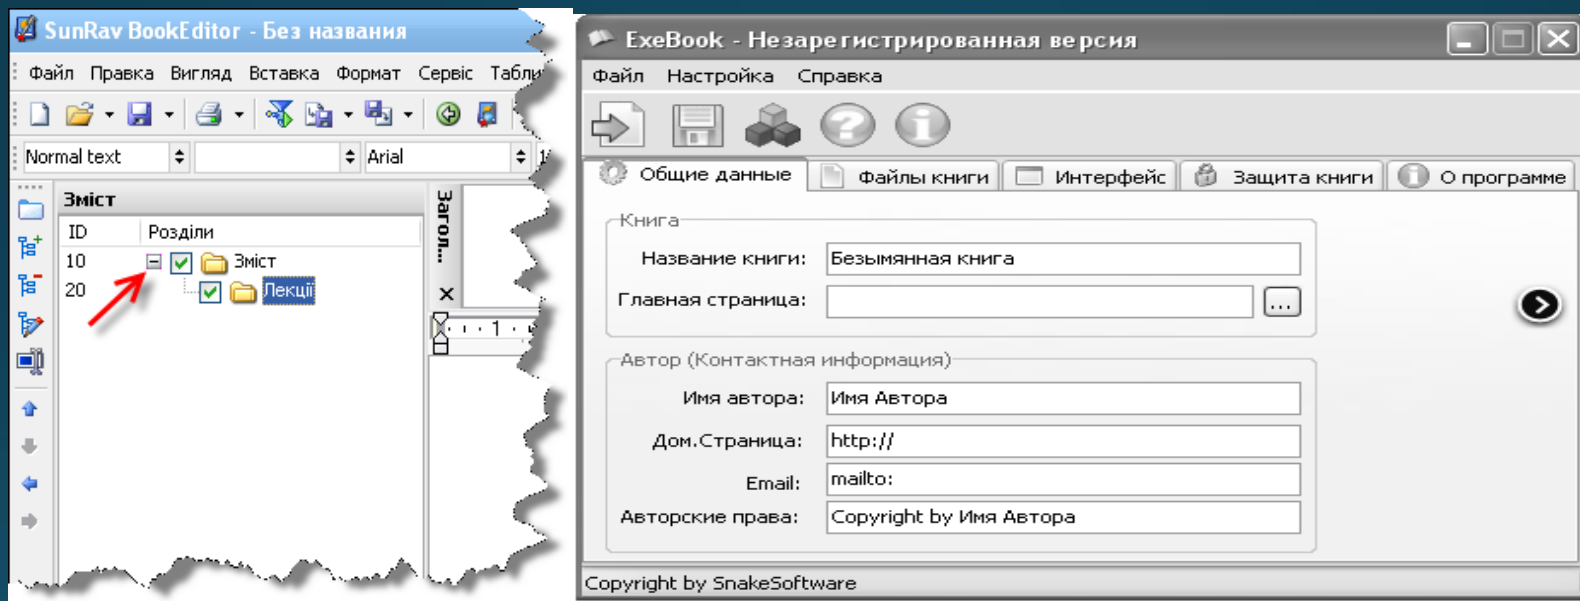 SunRav BookEditor - Без названия
Файл Правка Вигляд Вставка Формат Сервіс
Normal text Arial
Зміст
ID Розділи
10 Зміст
20 Лекції
Загол...
1
ExeBook - Незарегистрированная версия
Файл Настройка Справка
Общие данные Файлы книги Интерфейс Защита книги О программе
Книга
Название книги: Безымянная книга
Главная страница: ...
Автор (Контактная информация)
Имя автора: Имя Автора
Дом.Страница: http://
Email: mailto:
Авторские права: Copyright by Имя Автора
Copyright by SnakeSoftware